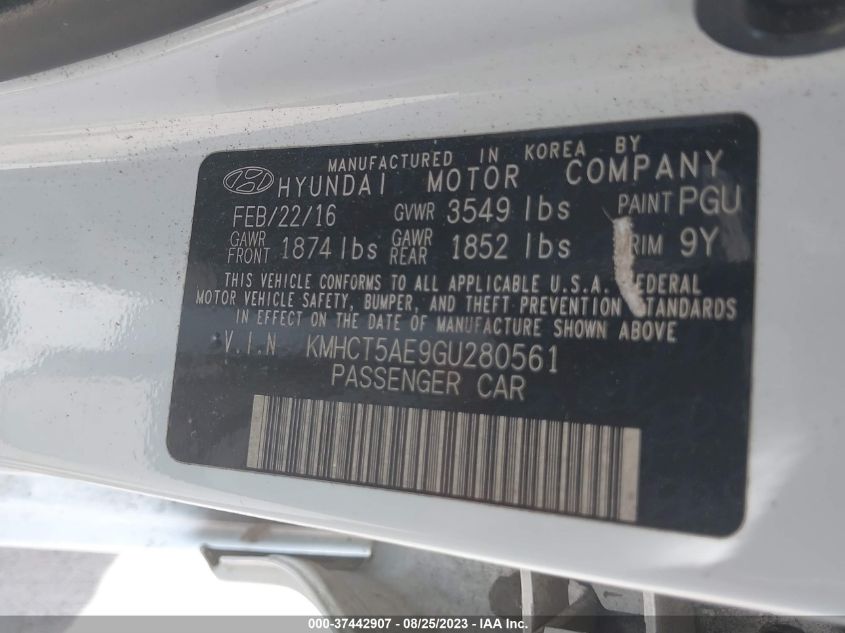 MANUFACTURED IN KOREA BY
HYUNDAI MOTOR COMPANY
FEB/22/16 GVWR 3549 lbs PAINT PGU
GAWR FRONT 1874 lbs GAWR REAR 1852 lbs RIM 9Y
THIS VEHICLE CONFORMS TO ALL APPLICABLE U.S.A. FEDERAL
MOTOR VEHICLE SAFETY, BUMPER, AND THEFT PREVENTION STANDARDS
IN EFFECT ON THE DATE OF MANUFACTURE SHOWN ABOVE.
V.I.N KMHCT5AE9GU280561
PASSENGER CAR
000-37442907 - 08/25/2023 - IAA Inc.